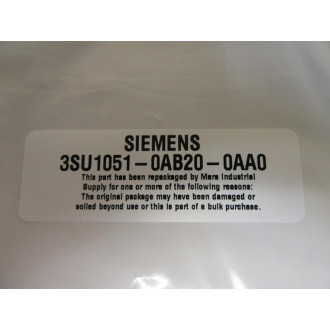 SIEMENS
3SU1051-0AB20-0AA0
This part has been repackaged by Mara Industrial
Supply for one or more of the following reasons:
The original package may have been damaged or
soiled beyond use or this is part of a bulk purchase.